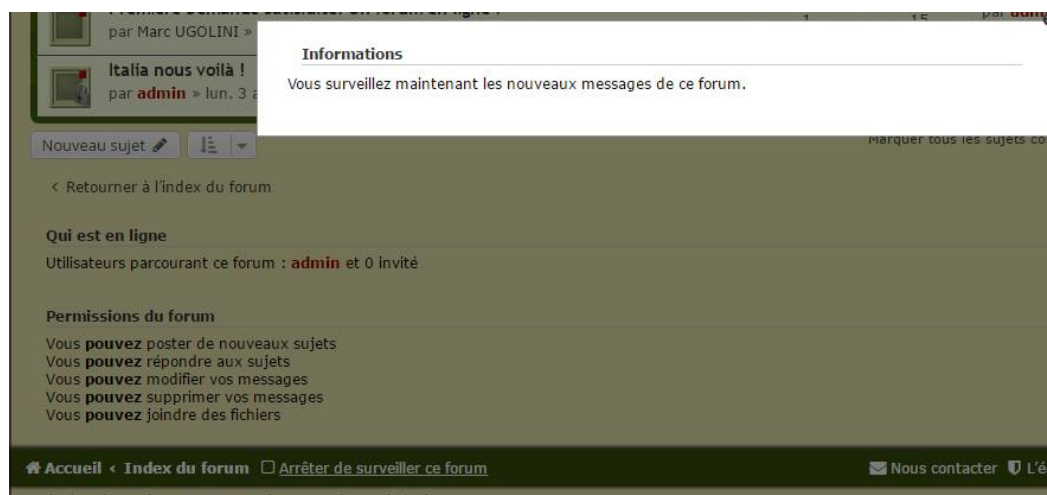 par Marc UGOLINI »
1 15 par admin
Informations
Italia nous voilà !
par admin » lun. 3 a
Vous surveillez maintenant les nouveaux messages de ce forum.
Nouveau sujet
Marquer tous les sujets co
< Retourner à l'index du forum
Qui est en ligne
Utilisateurs parcourant ce forum : admin et 0 invité
Permissions du forum
Vous pouvez poster de nouveaux sujets
Vous pouvez répondre aux sujets
Vous pouvez modifier vos messages
Vous pouvez supprimer vos messages
Vous pouvez joindre des fichiers
Accueil ‹ Index du forum Arrêter de surveiller ce forum Nous contacter L'é